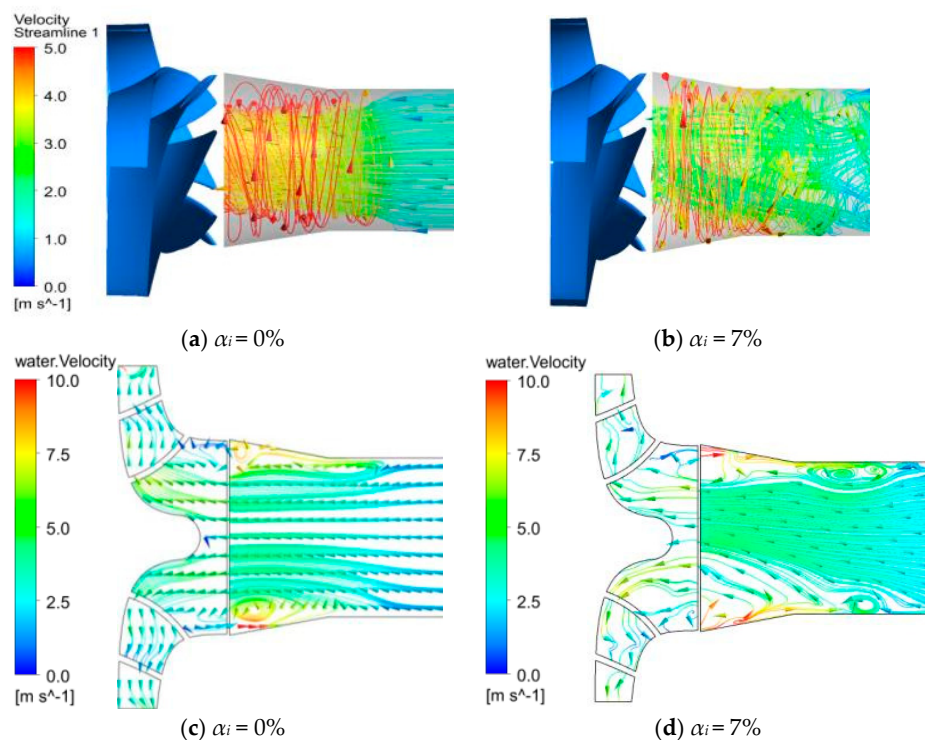 Velocity
Streamline 1
5.0
4.0
3.0
2.0
1.0
0.0
[m s^-1]
(a) αi = 0%
(b) αi = 7%
water.Velocity
10.0
7.5
5.0
2.5
0.0
[m s^-1]
(c) αi = 0%
water.Velocity
10.0
7.5
5.0
2.5
0.0
[m s^-1]
(d) αi = 7%